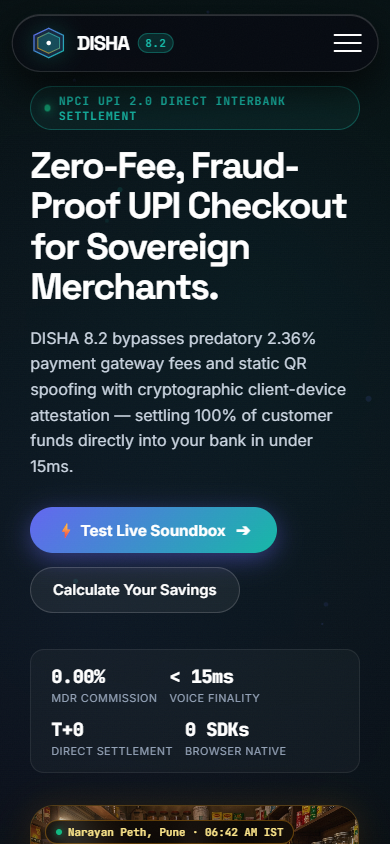 DISHA 8.2
NPCI UPI 2.0 DIRECT INTERBANK
SETTLEMENT
Zero-Fee, Fraud-
Proof UPI Checkout
for Sovereign
Merchants.
DISHA 8.2 bypasses predatory 2.36%
payment gateway fees and static QR
spoofing with cryptographic client-device
attestation — settling 100% of customer
funds directly into your bank in under
15ms.
Test Live Soundbox ➔
Calculate Your Savings
0.00% < 15ms
MDR COMMISSION VOICE FINALITY
T+0 0 SDKs
DIRECT SETTLEMENT BROWSER NATIVE
Narayan Peth, Pune · 06:42 AM IST